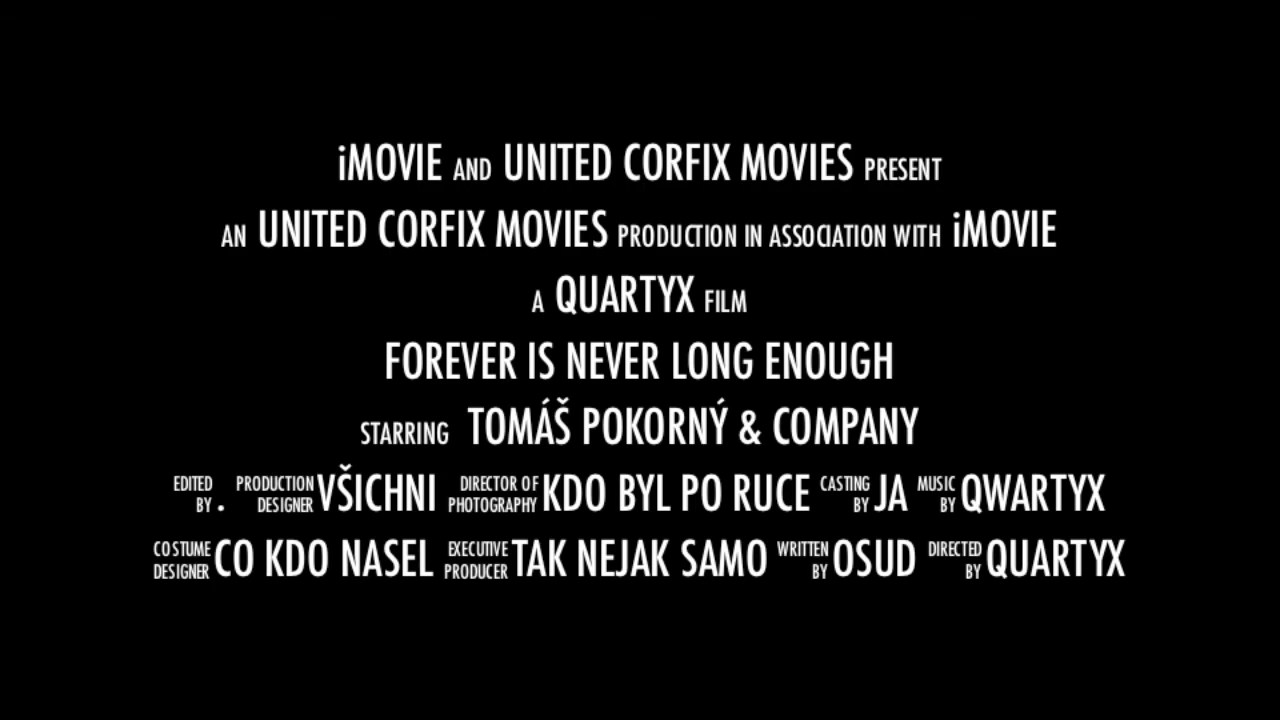 iMOVIE AND UNITED CORFIX MOVIES PRESENT
AN UNITED CORFIX MOVIES PRODUCTION IN ASSOCIATION WITH iMOVIE
A QUARTYX FILM
FOREVER IS NEVER LONG ENOUGH
STARRING TOMÁŠ POKORNÝ & COMPANY
EDITED BY . PRODUCTION DESIGNER VŠICHNI DIRECTOR OF PHOTOGRAPHY KDO BYL PO RUCE CASTING BY JA MUSIC BY QWARTYX
COSTUME DESIGNER CO KDO NASEL EXECUTIVE PRODUCER TAK NEJAK SAMO WRITTEN BY OSUD DIRECTED BY QUARTYX